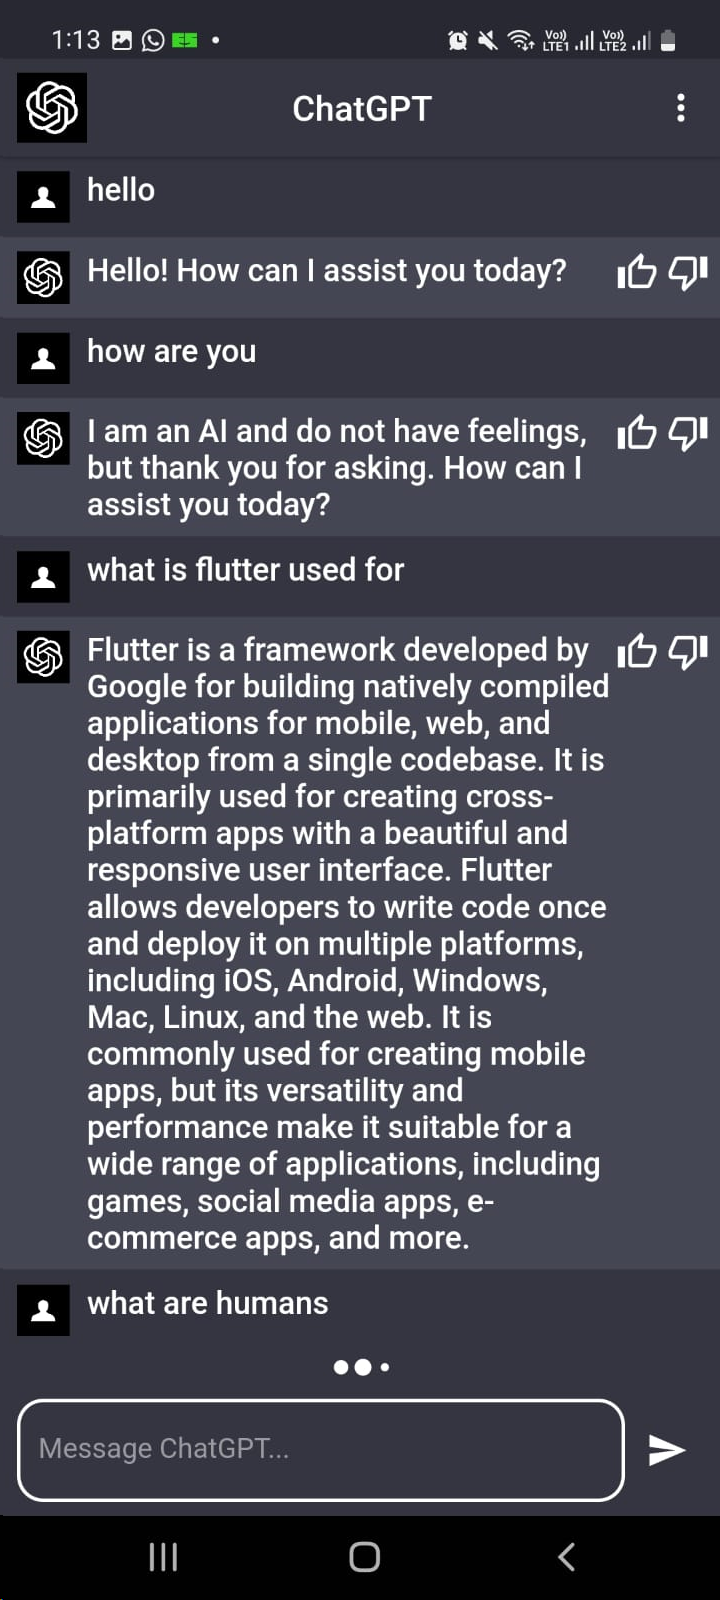 1:13
Vo)) LTE1 Vo)) LTE2
ChatGPT
hello
Hello! How can I assist you today?
how are you
I am an AI and do not have feelings,
but thank you for asking. How can I
assist you today?
what is flutter used for
Flutter is a framework developed by
Google for building natively compiled
applications for mobile, web, and
desktop from a single codebase. It is
primarily used for creating cross-
platform apps with a beautiful and
responsive user interface. Flutter
allows developers to write code once
and deploy it on multiple platforms,
including iOS, Android, Windows,
Mac, Linux, and the web. It is
commonly used for creating mobile
apps, but its versatility and
performance make it suitable for a
wide range of applications, including
games, social media apps, e-
commerce apps, and more.
what are humans
Message ChatGPT...